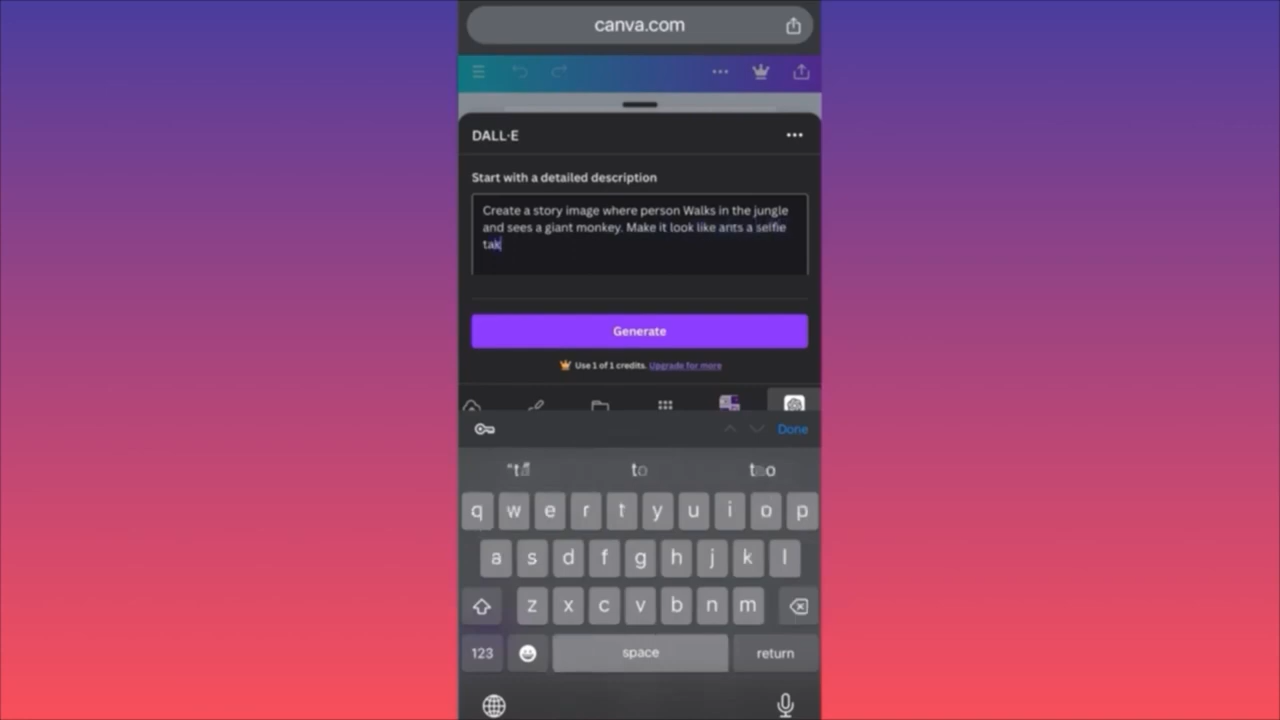 canva.com
DALL·E
Start with a detailed description
Create a story image where person Walks in the jungle
and sees a giant monkey. Make it look like ants a selfie
tak
Generate
Use 1 of 1 credits. Upgrade for more
Done
to
q w e r t y u i o p
a s d f g h j k l
z x c v b n m
123 space return